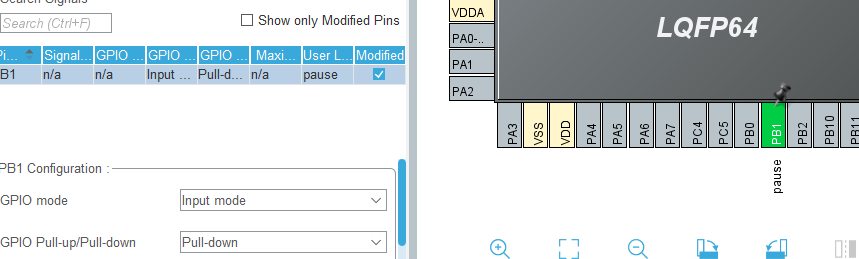 Search Signals
Search (Ctrl+F)
Show only Modified Pins
Pi... Signal... GPIO ... GPIO ... GPIO ... Maxi... User L... Modified
B1 n/a n/a Input ... Pull-d... n/a pause
PB1 Configuration :
GPIO mode
Input mode
GPIO Pull-up/Pull-down
Pull-down
LQFP64
VDDA
PA0-..
PA1
PA2
PA3
VSS
VDD
PA4
PA5
PA6
PA7
PC4
PC5
PB0
PB1
PB2
PB10
PB11
pause